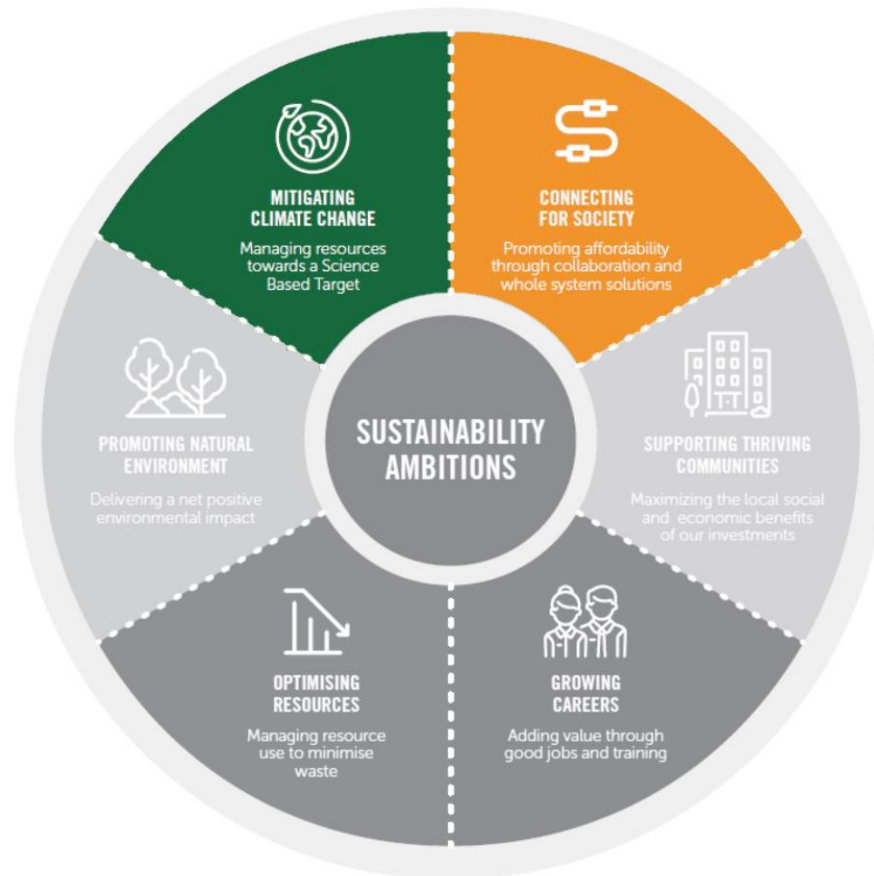 MITIGATING
CLIMATE CHANGE
Managing resources
towards a Science
Based Target
CONNECTING
FOR SOCIETY
Promoting affordability
through collaboration and
whole system solutions
PROMOTING NATURAL
ENVIRONMENT
Delivering a net positive
environmental impact
SUSTAINABILITY
AMBITIONS
SUPPORTING THRIVING
COMMUNITIES
Maximizing the local social
and economic benefits
of our investments
OPTIMISING
RESOURCES
Managing resource
use to minimise
waste
GROWING
CAREERS
Adding value through
good jobs and training